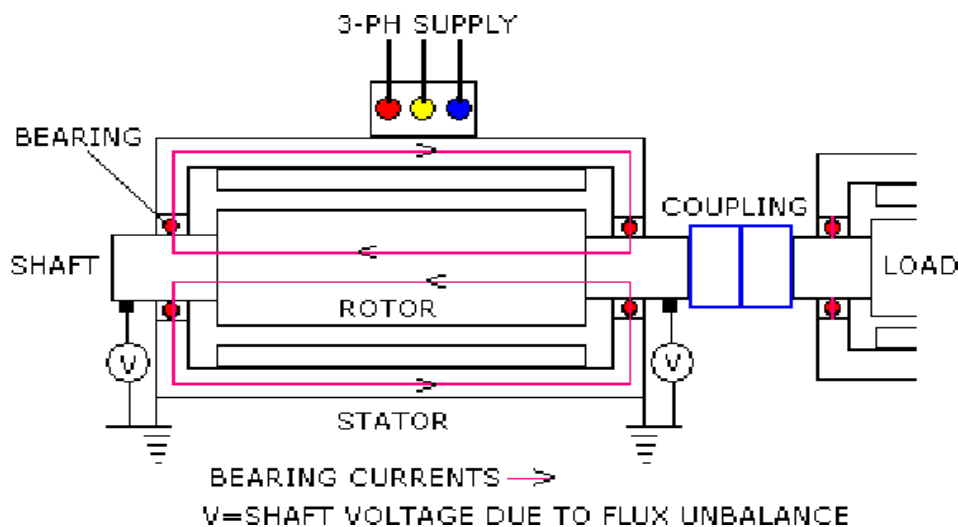 3-PH SUPPLY
BEARING
COUPLING
SHAFT
LOAD
ROTOR
V
V
STATOR
BEARING CURRENTS
V=SHAFT VOLTAGE DUE TO FLUX UNBALANCE